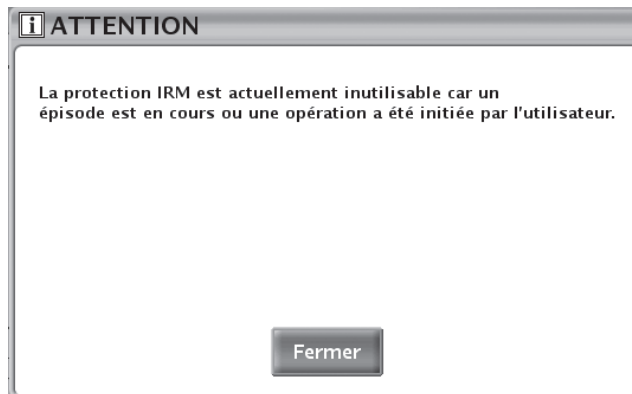 i ATTENTION
La protection IRM est actuellement inutilisable car un
épisode est en cours ou une opération a été initiée par l'utilisateur.
Fermer